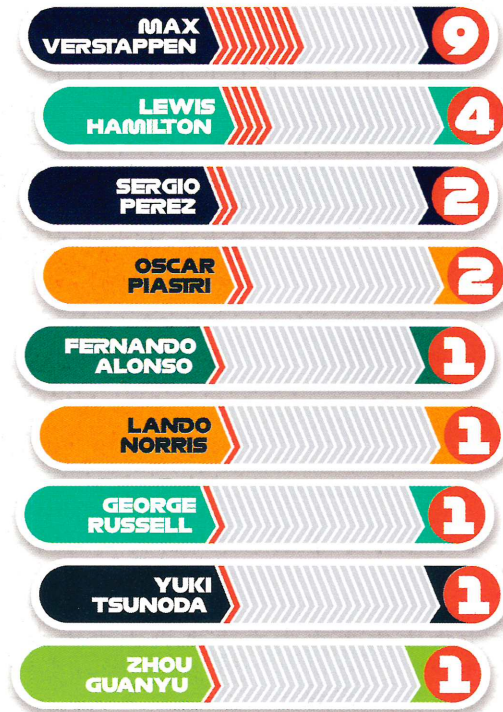 MAX
VERSTAPPEN
9
LEWIS
HAMILTON
4
SERGIO
PEREZ
2
OSCAR
PIASTRI
2
FERNANDO
ALONSO
1
LANDO
NORRIS
1
GEORGE
RUSSELL
1
YUKI
TSUNODA
1
ZHOU
GUANYU
1